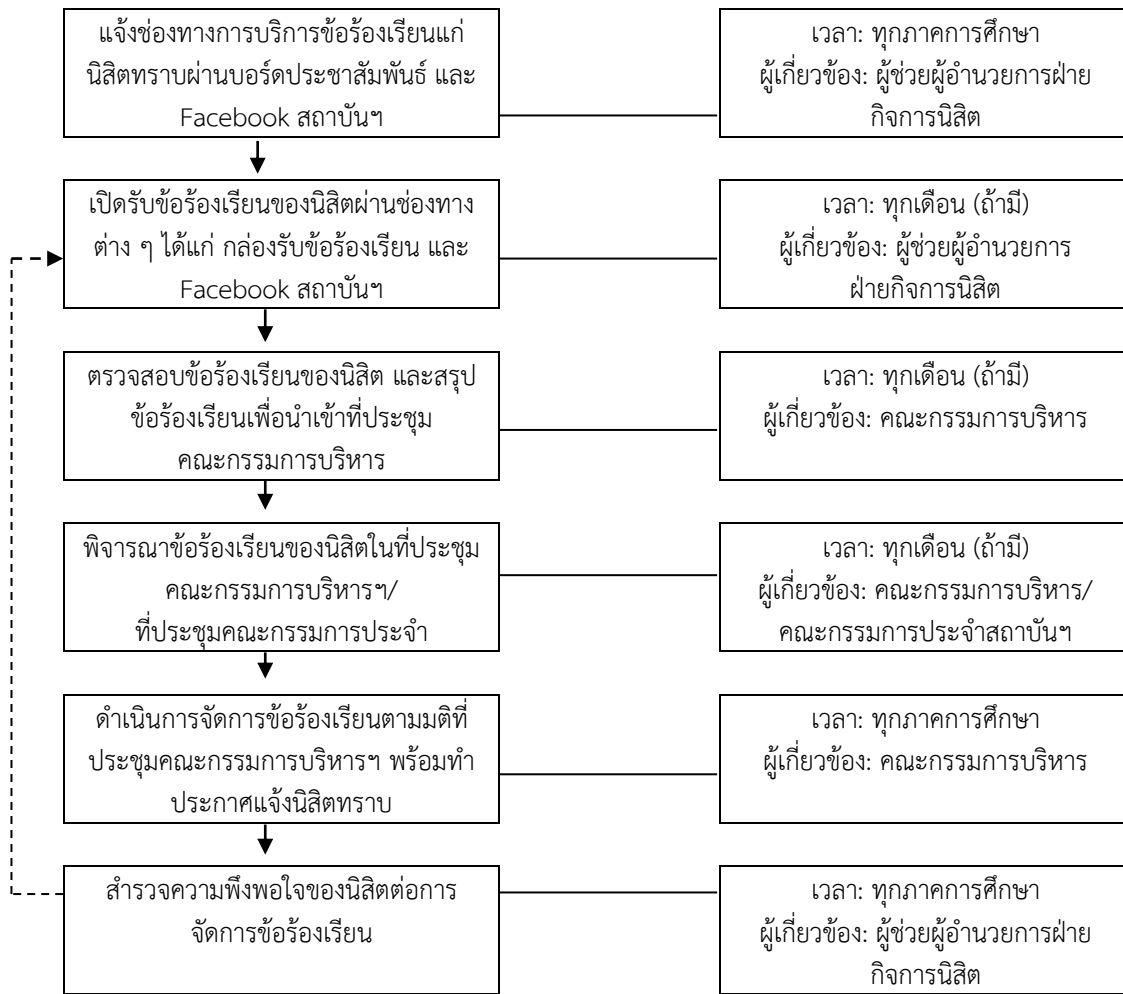 แจ้งช่องทางการบริการข้อร้องเรียนแก่
นิสิตทราบผ่านบอร์ดประชาสัมพันธ์ และ
Facebook สถาบันฯ
เวลา: ทุกภาคการศึกษา
ผู้เกี่ยวข้อง: ผู้ช่วยผู้อำนวยการฝ่าย
กิจการนิสิต
เปิดรับข้อร้องเรียนของนิสิตผ่านช่องทาง
ต่าง ๆ ได้แก่ กล่องรับข้อร้องเรียน และ
Facebook สถาบันฯ
เวลา: ทุกเดือน (ถ้ามี)
ผู้เกี่ยวข้อง: ผู้ช่วยผู้อำนวยการ
ฝ่ายกิจการนิสิต
ตรวจสอบข้อร้องเรียนของนิสิต และสรุป
ข้อร้องเรียนเพื่อนำเข้าที่ประชุม
คณะกรรมการบริหาร
เวลา: ทุกเดือน (ถ้ามี)
ผู้เกี่ยวข้อง: คณะกรรมการบริหาร
พิจารณาข้อร้องเรียนของนิสิตในที่ประชุม
คณะกรรมการบริหารฯ/
ที่ประชุมคณะกรรมการประจำ
เวลา: ทุกเดือน (ถ้ามี)
ผู้เกี่ยวข้อง: คณะกรรมการบริหาร/
คณะกรรมการประจำสถาบันฯ
ดำเนินการจัดการข้อร้องเรียนตามมติที่
ประชุมคณะกรรมการบริหารฯ พร้อมทำ
ประกาศแจ้งนิสิตทราบ
เวลา: ทุกภาคการศึกษา
ผู้เกี่ยวข้อง: คณะกรรมการบริหาร
สำรวจความพึงพอใจของนิสิตต่อการ
จัดการข้อร้องเรียน
เวลา: ทุกภาคการศึกษา
ผู้เกี่ยวข้อง: ผู้ช่วยผู้อำนวยการฝ่าย
กิจการนิสิต